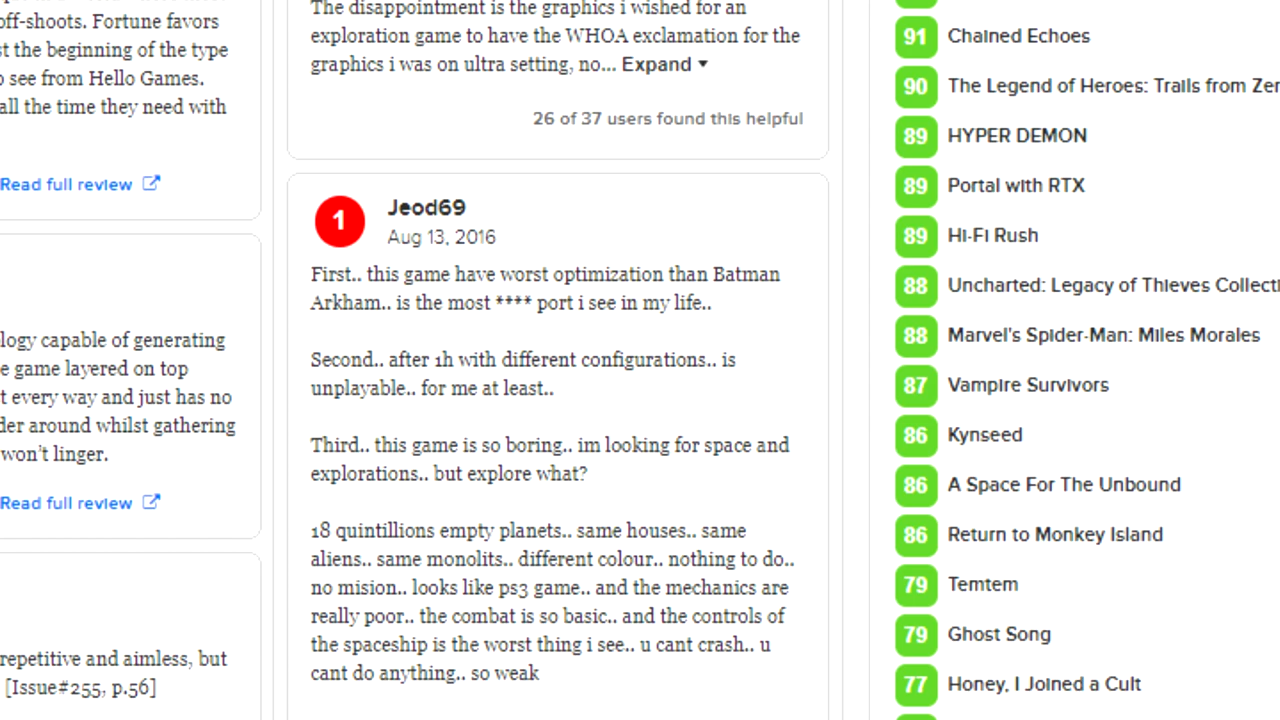 off-shoots. Fortune favors
st the beginning of the type
o see from Hello Games.
all the time they need with
Read full review
ology capable of generating
e game layered on top
t every way and just has no
der around whilst gathering
won't linger.
Read full review
repetitive and aimless, but
[Issue#255, p.56]
The disappointment is the graphics i wished for an
exploration game to have the WHOA exclamation for the
graphics i was on ultra setting, no... Expand
26 of 37 users found this helpful
1
Jeod69
Aug 13, 2016
First.. this game have worst optimization than Batman
Arkham.. is the most **** port i see in my life..
Second.. after 1h with different configurations.. is
unplayable.. for me at least..
Third.. this game is so boring.. im looking for space and
explorations.. but explore what?
18 quintillions empty planets.. same houses.. same
aliens.. same monolits.. different colour.. nothing to do..
no mision.. looks like ps3 game.. and the mechanics are
really poor.. the combat is so basic.. and the controls of
the spaceship is the worst thing i see.. u cant crash.. u
cant do anything.. so weak
91 Chained Echoes
90 The Legend of Heroes: Trails from Zer
89 HYPER DEMON
89 Portal with RTX
89 Hi-Fi Rush
88 Uncharted: Legacy of Thieves Collecti
88 Marvel's Spider-Man: Miles Morales
87 Vampire Survivors
86 Kynseed
86 A Space For The Unbound
86 Return to Monkey Island
79 Temtem
79 Ghost Song
77 Honey, I Joined a Cult